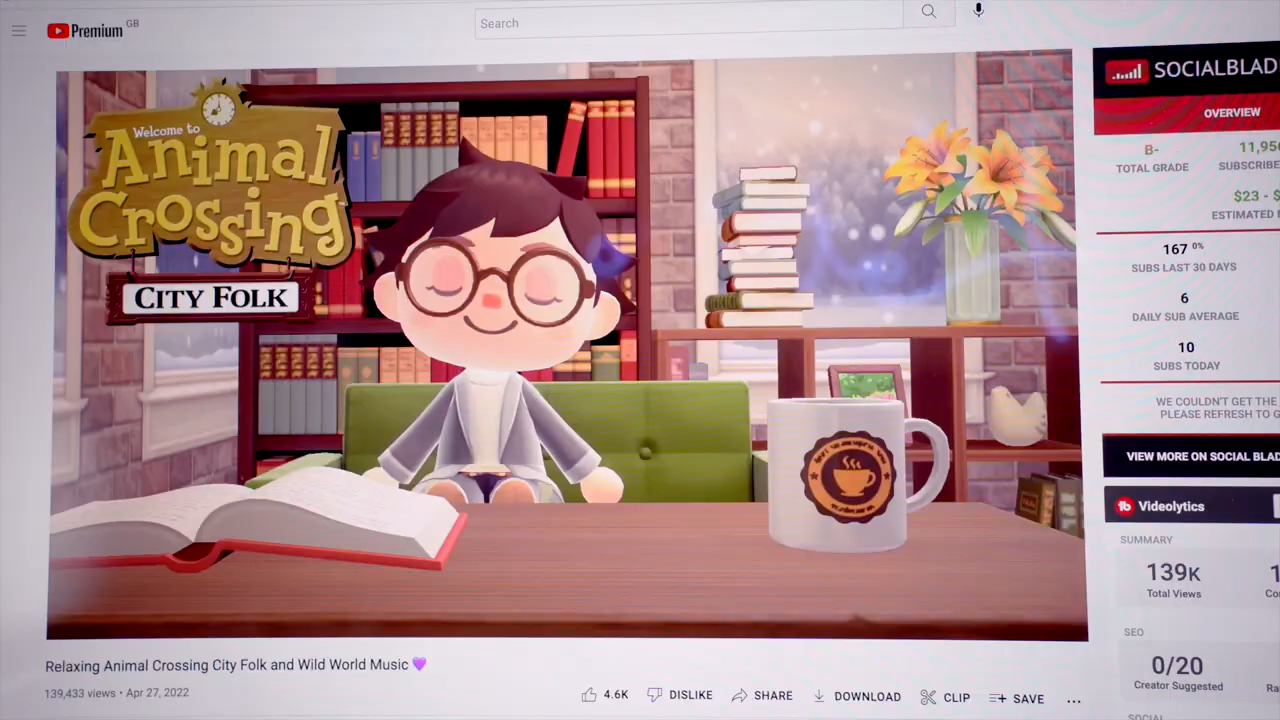 Premium GB
Search
Welcome to
Animal
Crossing
CITY FOLK
Relaxing Animal Crossing City Folk and Wild World Music 💜
139,433 views • Apr 27, 2022
4.6K
DISLIKE
SHARE
DOWNLOAD
CLIP
SAVE
...
SOCIALBLAD
OVERVIEW
B-
TOTAL GRADE
11,950
SUBSCRIBE
$23 - $
ESTIMATED
167 0%
SUBS LAST 30 DAYS
6
DAILY SUB AVERAGE
10
SUBS TODAY
WE COULDN'T GET THE
PLEASE REFRESH TO
VIEW MORE ON SOCIAL BLAD
Videolytics
SUMMARY
139K
Total Views
SEO
0/20
Creator Suggested
SOCIAL